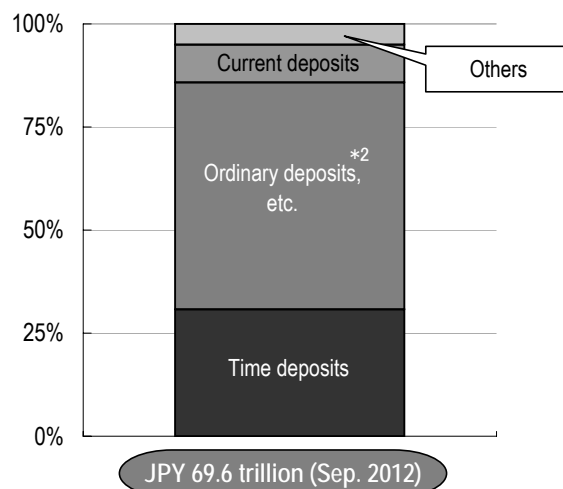 100%
Current deposits
Others
75%
Ordinary deposits,*2
etc.
50%
25%
Time deposits
0%
JPY 69.6 trillion (Sep. 2012)